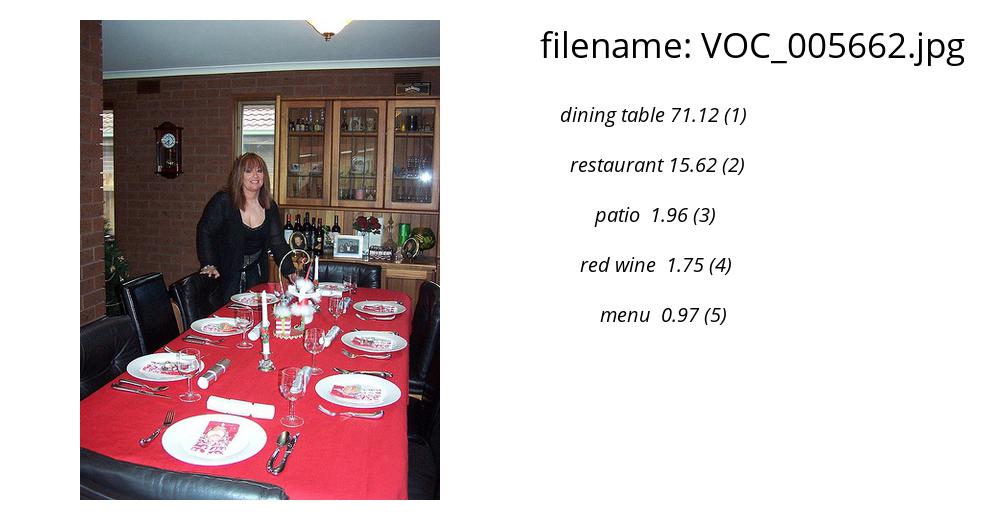 filename: VOC_005662.jpg
dining table 71.12 (1)
restaurant 15.62 (2)
patio 1.96 (3)
red wine 1.75 (4)
menu 0.97 (5)